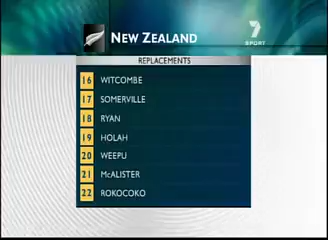 NEW ZEALAND
7
SPORT
REPLACEMENTS
16 WITCOMBE
17 SOMERVILLE
18 RYAN
19 HOLAH
20 WEEPU
21 McALISTER
22 ROKOCOKO